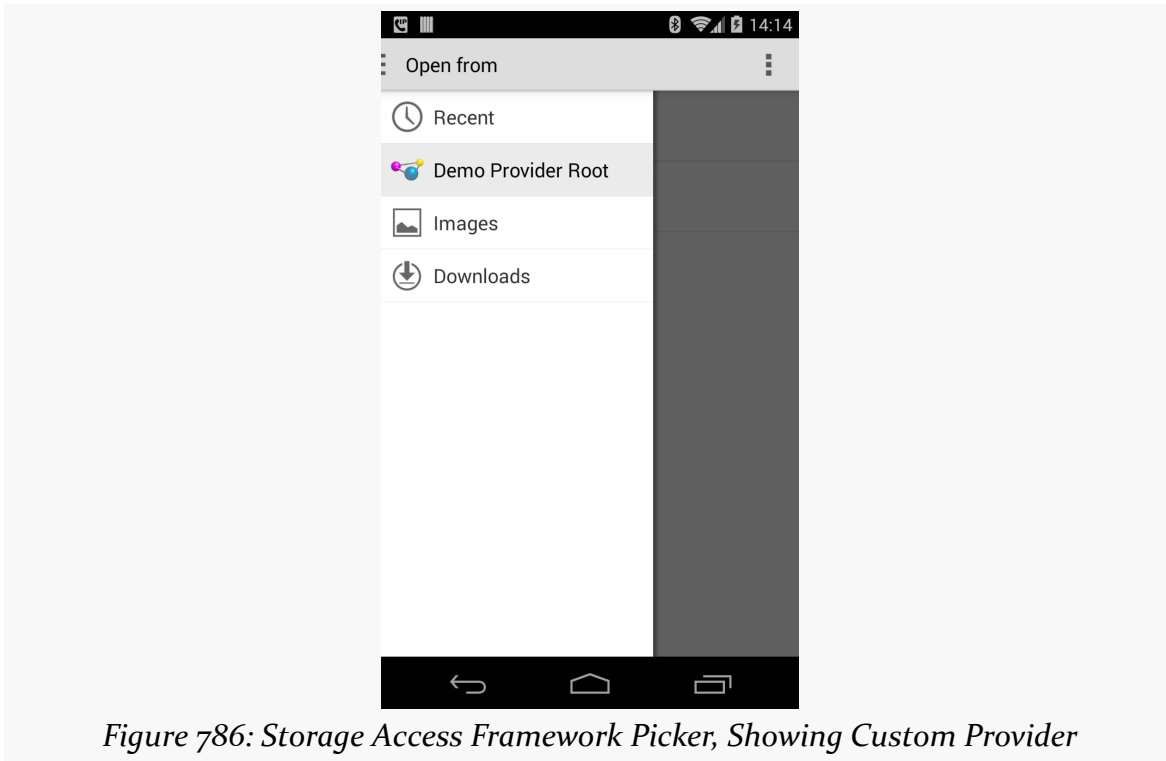 14:14
Open from
Recent
Demo Provider Root
Images
Downloads
Figure 786: Storage Access Framework Picker, Showing Custom Provider